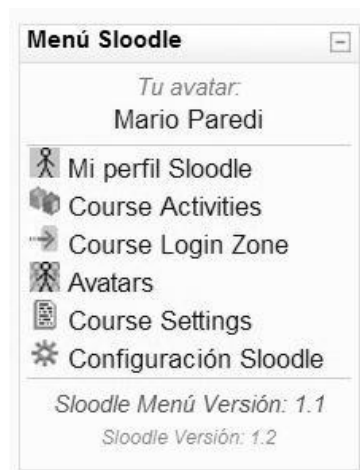 Menú Sloodle
Tu avatar:
Mario Paredi
Mi perfil Sloodle
Course Activities
Course Login Zone
Avatars
Course Settings
Configuración Sloodle
Sloodle Menú Versión: 1.1
Sloodle Versión: 1.2